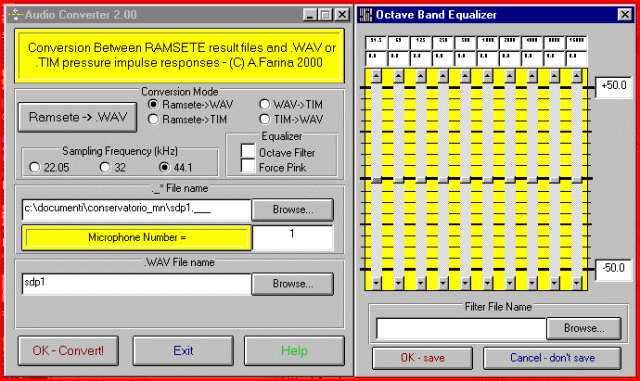 Audio Converter 2.00
Conversion Between RAMSETE result files and .WAV or
.TIM pressure impulse responses - (C) A.Farina 2000
Conversion Mode
Ramsete -> .WAV
Ramsete->WAV
WAV->TIM
Ramsete->TIM
TIM->WAV
Sampling Frequency (kHz)
22.05
32
44.1
Equalizer
Octave Filter
Force Pink
._* File name
c:\documenti\conservatorio_mn\sdp1.___
Browse...
Microphone Number =
1
.WAV File name
sdp1
Browse...
OK - Convert!
Exit
Help
Octave Band Equalizer
31.5 63 125 250 500 1000 2000 4000 8000 16000
0.0 0.0 0.0 0.0 0.0 0.0 0.0 0.0 0.0 0.0
+50.0
-50.0
Filter File Name
Browse...
OK - save
Cancel - don't save